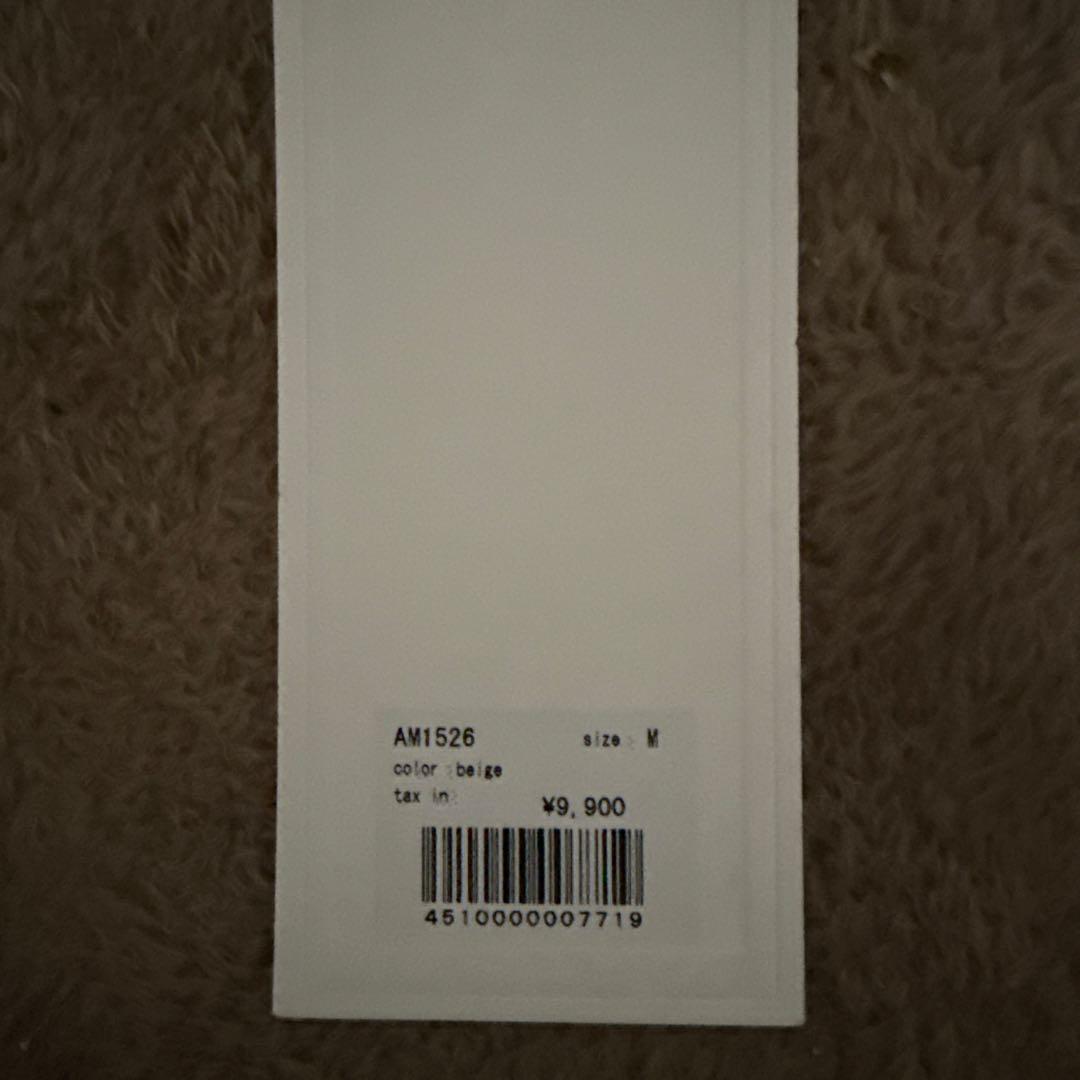 AM1526 size : M
color :beige
tax in:
¥9,900
4510000007719